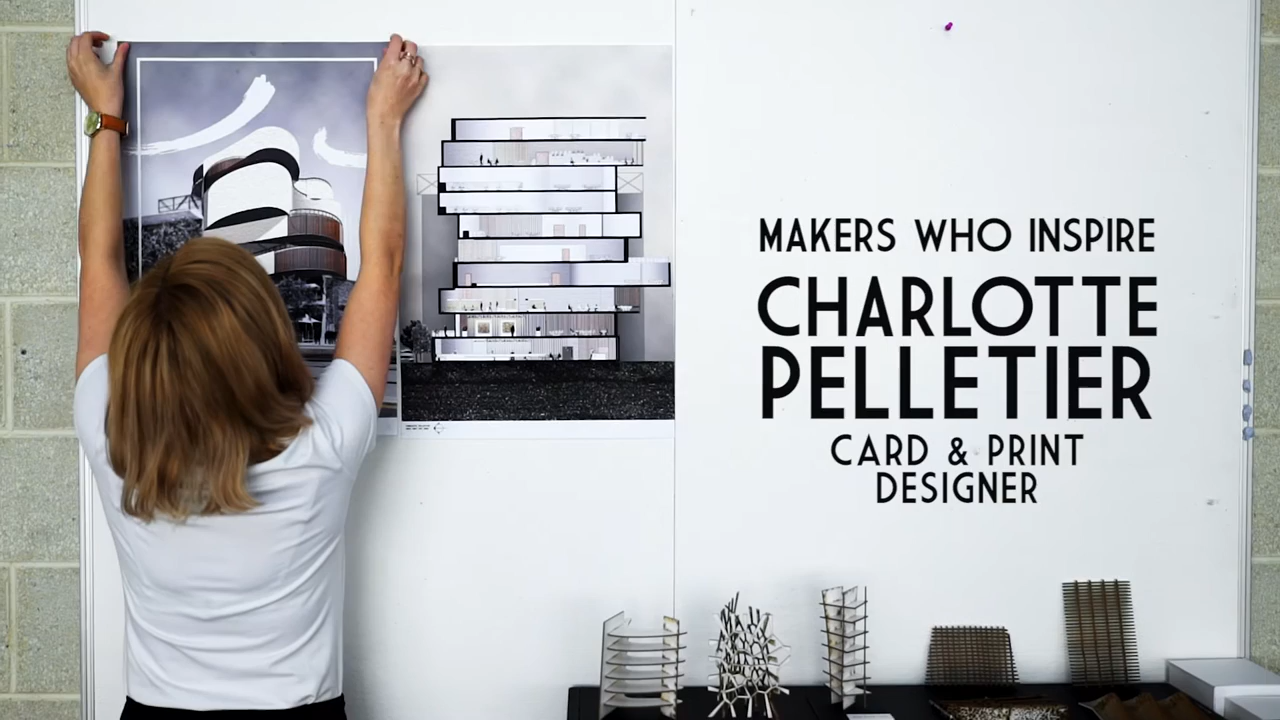 MAKERS WHO INSPIRE
CHARLOTTE
PELLETIER
CARD & PRINT
DESIGNER